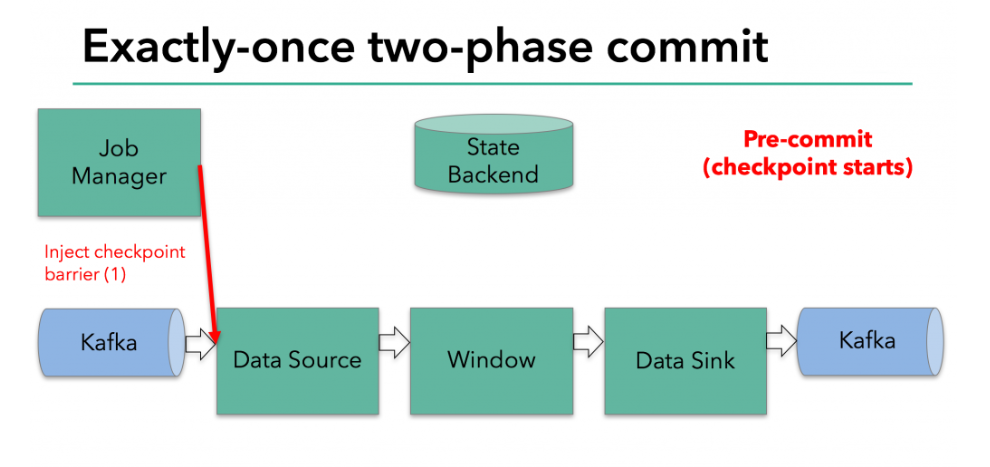 Exactly-once two-phase commit
Job
Manager
State
Backend
Pre-commit
(checkpoint starts)
Inject checkpoint
barrier (1)
Kafka
Data Source
Window
Data Sink
Kafka